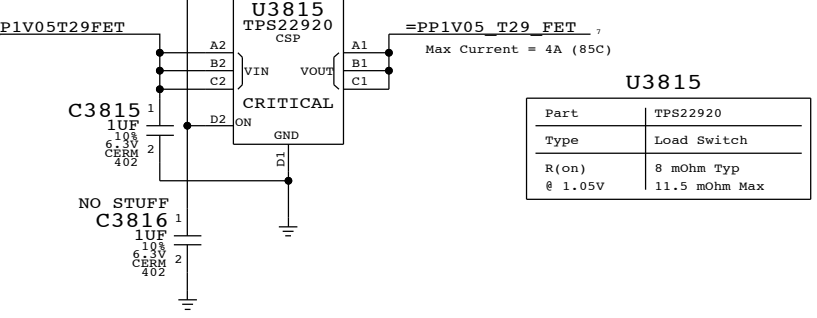 U3815
TPS22920
CSP
P1V05T29FET
=PP1V05_T29_FET 7
Max Current = 4A (85C)
A2
B2
C2
VIN
VOUT
A1
B1
C1
CRITICAL
D2
ON
GND
D1
C3815 1
1UF
10%
6.3V
CERM
402
2
NO STUFF
C3816 1
1UF
10%
6.3V
CERM
402
2
U3815
Part TPS22920
Type Load Switch
R(on) 8 mOhm Typ
@ 1.05V 11.5 mOhm Max